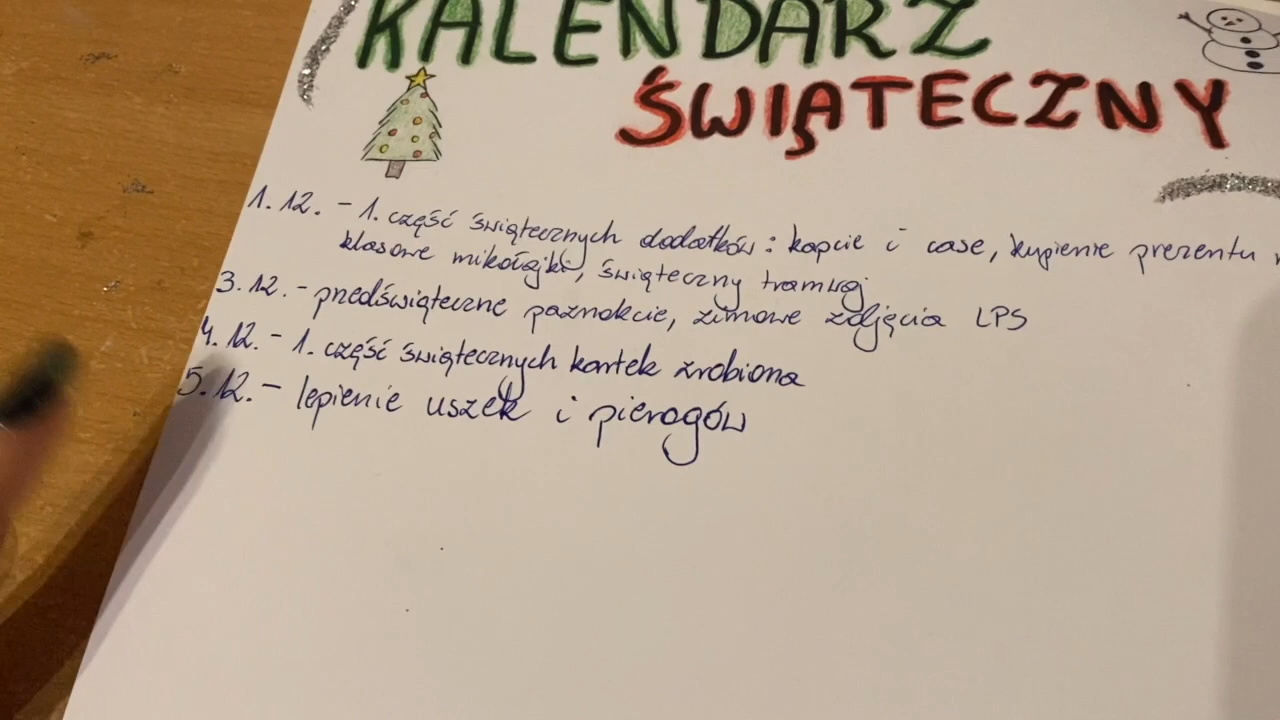 KALENDARZ
ŚWIĄTECZNY
1.12. - 1. część świątecznych dodatków: kapcie i case, kupienie prezentu
klasowe mikołajki, świąteczny tramwaj
3.12. - przedświąteczne paznokcie, zimowe zdjęcia LPS
4.12. - 1. część świątecznych kartek zrobiona
5.12. - lepienie uszek i pierogów